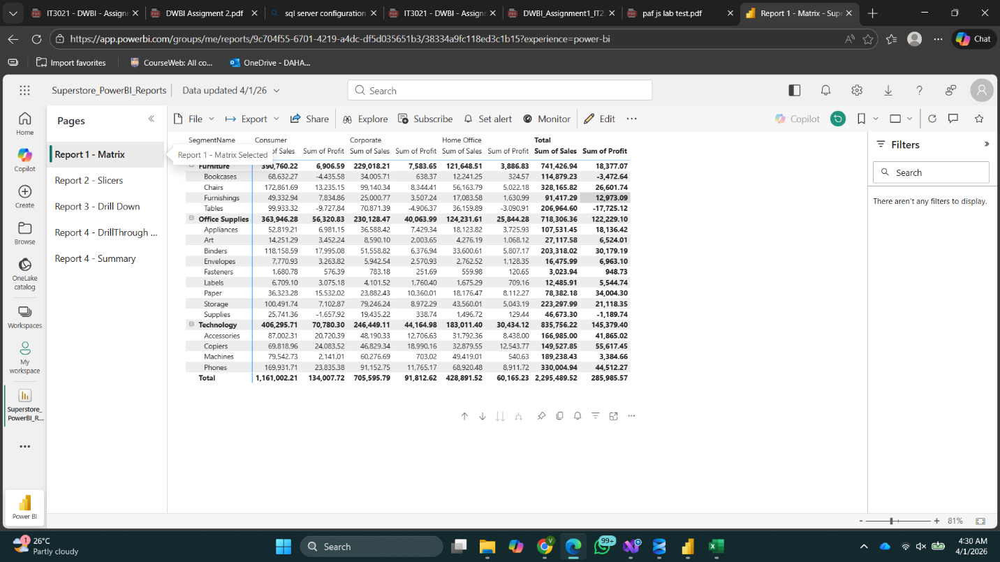 IT3021 - DWBI - Assignm
DWBI Assigment 2.pdf
sql server configuration
IT3021 - DWBI - Assignm
DWBI_Assignment1_IT2
paf js lab test.pdf
Report 1 - Matrix - Supe
https://app.powerbi.com/groups/me/reports/9c704f55-6701-4219-a4dc-df5d035651b3/38334a9fc118ed3c1b15?experience=power-bi
Chat
Import favorites
CourseWeb: All co...
OneDrive - DAHA...
Superstore_PowerBI_Reports
Data updated 4/1/26
Search
Home
Copilot
Create
Browse
OneLake
catalog
Workspaces
My
workspace
Superstore_
PowerBI_R...
Power BI
Pages
Report 1 - Matrix
Report 2 - Slicers
Report 3 - Drill Down
Report 4 - DrillThrough ...
Report 4 - Summary
File
Export
Share
Explore
Subscribe
Set alert
Monitor
Edit
Copilot
Report 1 - Matrix Selected
SegmentName Consumer Corporate Home Office Total
of Sales Sum of Profit Sum of Sales Sum of Profit Sum of Sales Sum of Profit Sum of Sales Sum of Profit
Furniture 390,760.22 6,906.59 229,018.21 7,583.65 121,648.51 3,886.83 741,426.94 18,377.07
Bookcases 68,632.27 -4,435.58 34,005.71 638.37 12,241.25 324.57 114,879.23 -3,472.64
Chairs 172,861.69 13,235.15 99,140.34 8,344.41 56,163.79 5,022.18 328,165.82 26,601.74
Furnishings 49,332.94 7,834.86 25,000.77 3,507.24 17,083.58 1,630.99 91,417.29 12,973.09
Tables 99,933.32 -9,727.84 70,871.39 -4,906.37 36,159.89 -3,090.91 206,964.60 -17,725.12
Office Supplies 363,946.28 56,320.83 230,128.47 40,063.99 124,231.61 25,844.28 718,306.36 122,229.10
Appliances 52,819.21 6,981.15 36,588.42 7,429.34 18,123.82 3,725.93 107,531.45 18,136.42
Art 14,251.29 3,452.24 8,590.10 2,003.65 4,276.19 1,068.12 27,117.58 6,524.01
Binders 118,158.59 17,995.08 51,558.82 6,376.94 33,600.61 5,807.17 203,318.02 30,179.19
Envelopes 7,770.93 3,263.82 5,942.54 2,570.93 2,762.52 1,128.35 16,475.99 6,963.10
Fasteners 1,680.78 576.39 783.18 251.69 559.98 120.65 3,023.94 948.73
Labels 6,709.10 3,075.18 4,101.52 1,760.40 1,675.29 709.16 12,485.91 5,544.74
Paper 36,323.28 15,532.02 23,882.43 10,360.01 18,176.47 8,112.27 78,382.18 34,004.30
Storage 100,491.74 7,102.87 79,246.24 8,972.29 43,560.01 5,043.19 223,297.99 21,118.35
Supplies 25,741.36 -1,657.92 19,435.22 338.74 1,496.72 129.44 46,673.30 -1,189.74
Technology 406,295.71 70,780.30 246,449.11 44,164.98 183,011.40 30,434.12 835,756.22 145,379.40
Accessories 87,002.31 20,720.39 48,190.33 12,706.63 31,792.36 8,438.00 166,985.00 41,865.02
Copiers 69,818.96 24,083.52 46,829.34 18,990.16 32,879.55 12,543.77 149,527.85 55,617.45
Machines 79,542.73 2,141.01 60,276.69 703.02 49,419.01 540.63 189,238.43 3,384.66
Phones 169,931.71 23,835.38 91,152.75 11,765.17 68,920.48 8,911.72 330,004.94 44,512.27
Total 1,161,002.21 134,007.72 705,595.79 91,812.62 428,891.52 60,165.23 2,295,489.52 285,985.57
Filters
Search
There aren't any filters to display.
- + 81%
1
26°C
Partly cloudy
Search
V
99+
4:30 AM
4/1/2026